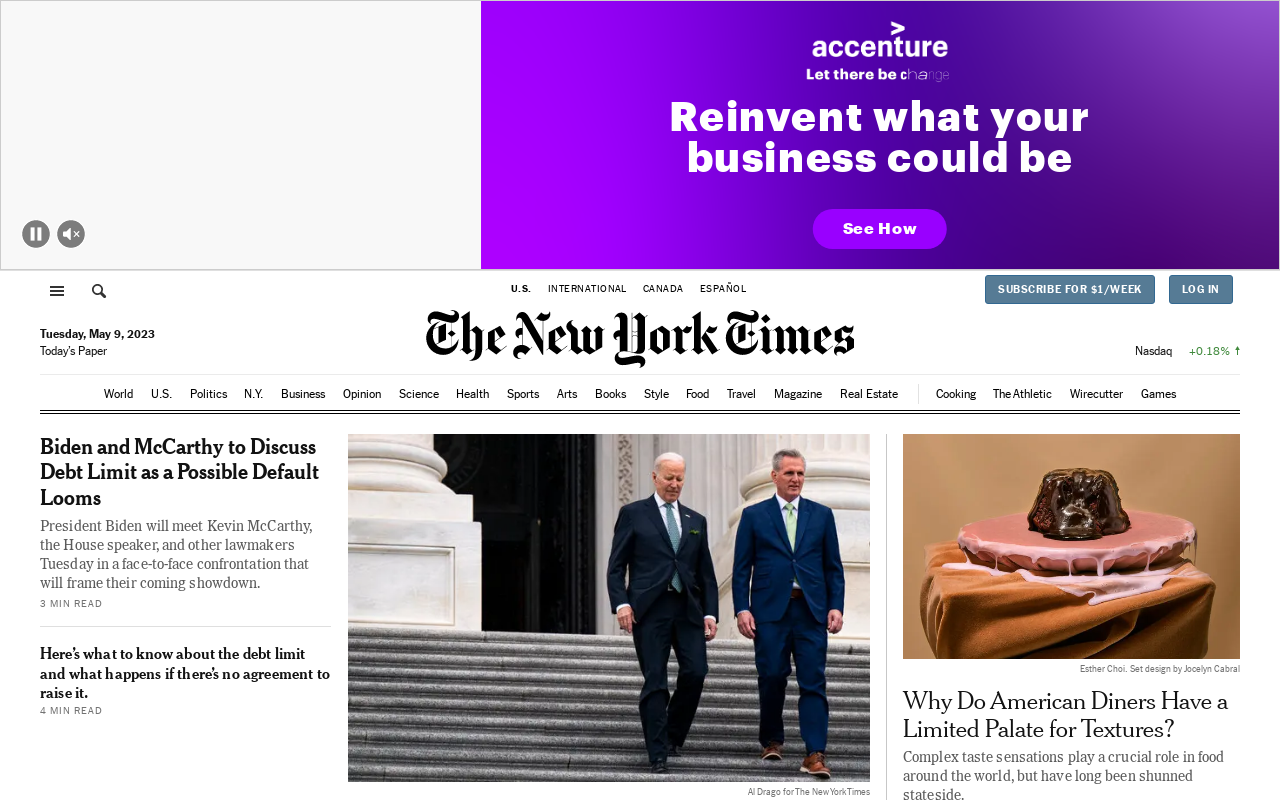 accenture
Let there be change
Reinvent what your
business could be
See How
U.S.
INTERNATIONAL
CANADA
ESPAÑOL
SUBSCRIBE FOR $1/WEEK
LOG IN
Tuesday, May 9, 2023
Today's Paper
The New York Times
Nasdaq
+0.18%
World
U.S.
Politics
N.Y.
Business
Opinion
Science
Health
Sports
Arts
Books
Style
Food
Travel
Magazine
Real Estate
Cooking
The Athletic
Wirecutter
Games
Biden and McCarthy to Discuss
Debt Limit as a Possible Default
Looms
President Biden will meet Kevin McCarthy,
the House speaker, and other lawmakers
Tuesday in a face-to-face confrontation that
will frame their coming showdown.
3 MIN READ
Here's what to know about the debt limit
and what happens if there's no agreement to
raise it.
4 MIN READ
Al Drago for The New York Times
Esther Choi. Set design by Jocelyn Cabral
Why Do American Diners Have a
Limited Palate for Textures?
Complex taste sensations play a crucial role in food
around the world, but have long been shunned
stateside.